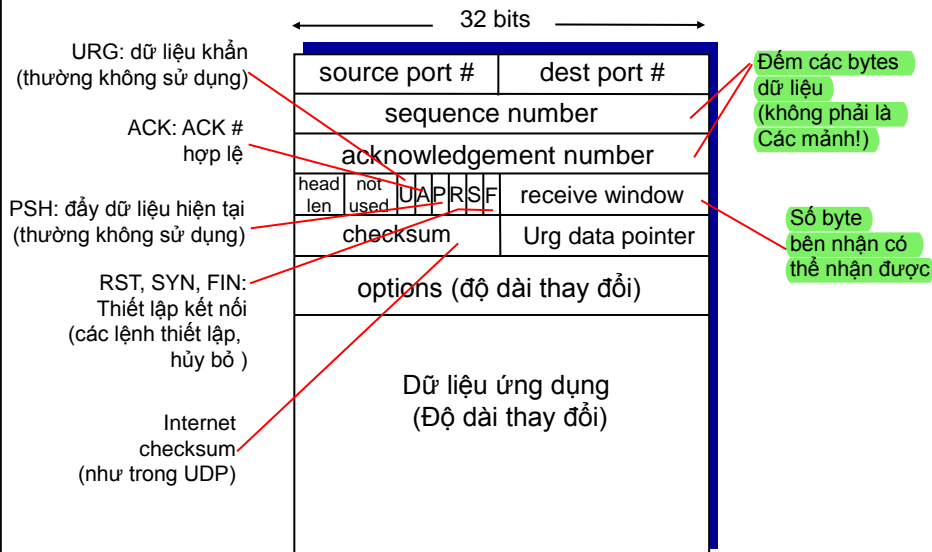 32 bits
URG: dữ liệu khẩn
(thường không sử dụng)
ACK: ACK #
hợp lệ
PSH: đẩy dữ liệu hiện tại
(thường không sử dụng)
RST, SYN, FIN:
Thiết lập kết nối
(các lệnh thiết lập,
hủy bỏ )
Internet
checksum
(như trong UDP)
source port #
dest port #
sequence number
acknowledgement number
head
len
not
used
U
A
P
R
S
F
receive window
checksum
Urg data pointer
options (độ dài thay đổi)
Dữ liệu ứng dụng
(Độ dài thay đổi)
Đếm các bytes
dữ liệu
(không phải là
Các mảnh!)
Số byte
bên nhận có
thể nhận được